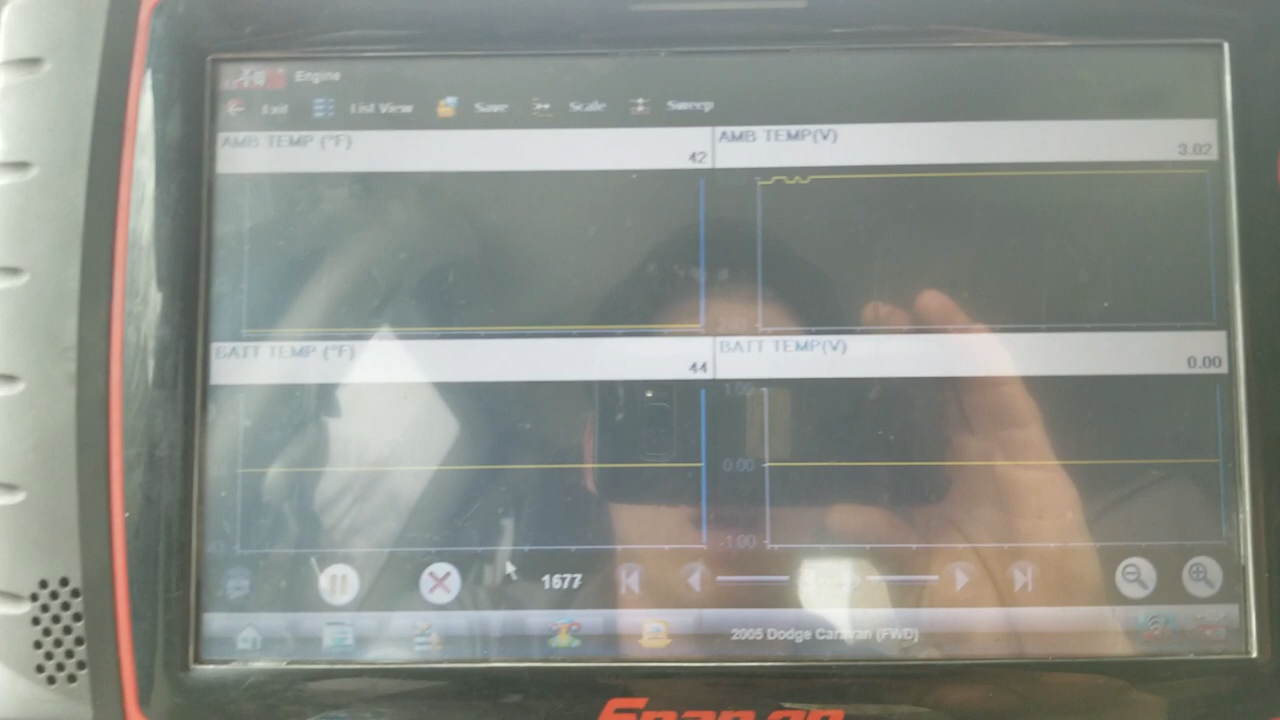 Engine
Exit List View Save Scale Sweep
AMB TEMP (°F)
42
AMB TEMP(V)
3.02
BATT TEMP (°F)
44
BATT TEMP(V)
0.00
1.00
0.00
-1.00
1677
2005 Dodge Caravan (FWD)
Snap-on